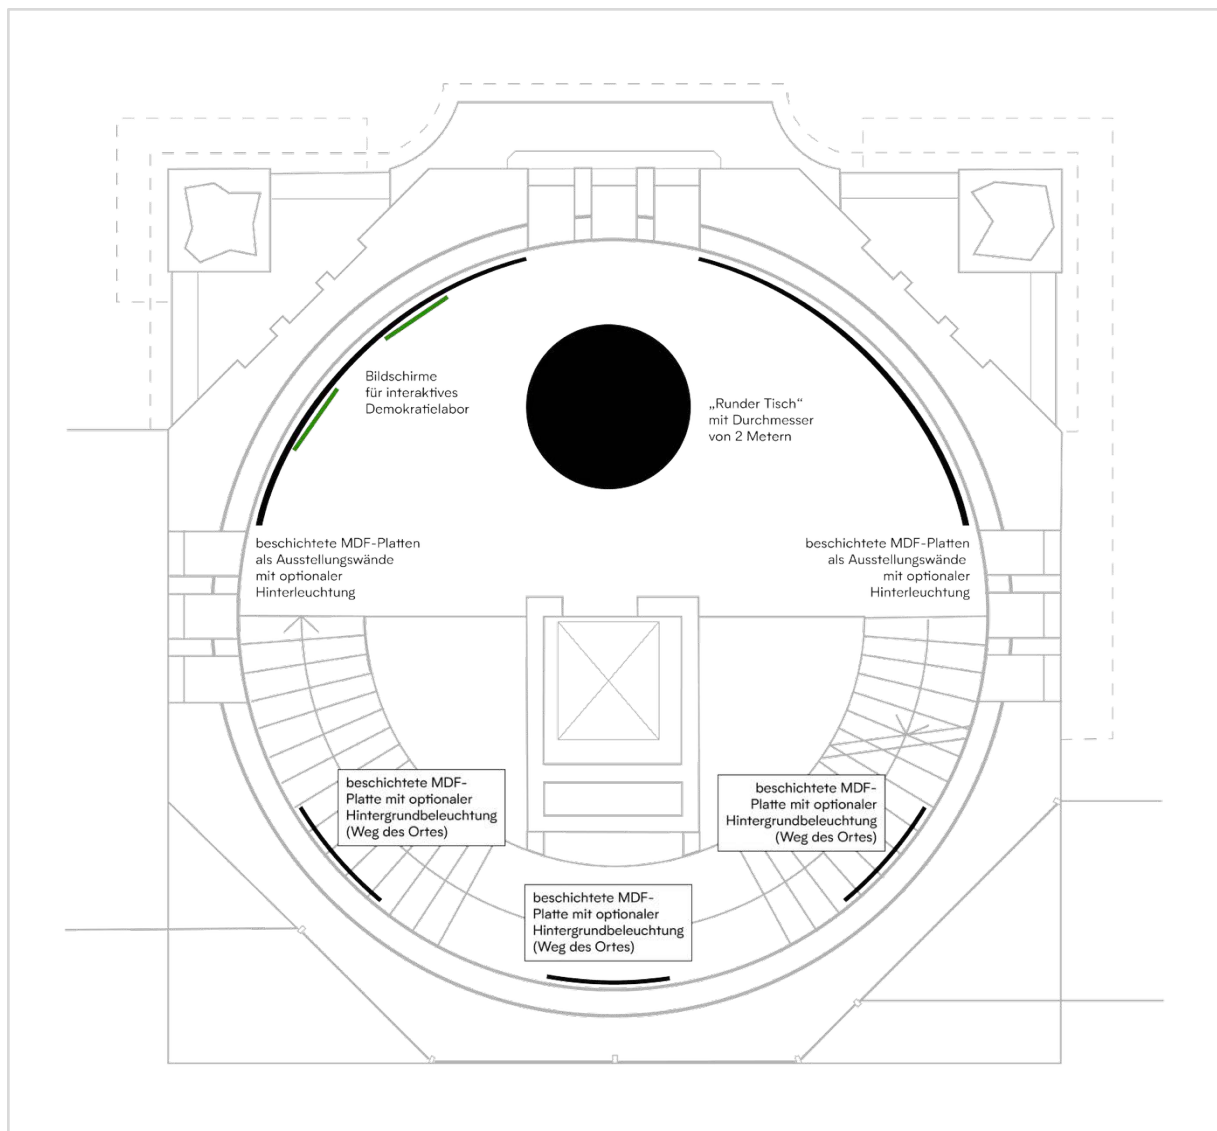 Bildschirme
für interaktives
Demokratielabor
„Runder Tisch“
mit Durchmesser
von 2 Metern
beschichtete MDF-Platten
als Ausstellungswände
mit optionaler
Hinterleuchtung
beschichtete MDF-Platten
als Ausstellungswände
mit optionaler
Hinterleuchtung
beschichtete MDF-
Platte mit optionaler
Hintergrundbeleuchtung
(Weg des Ortes)
beschichtete MDF-
Platte mit optionaler
Hintergrundbeleuchtung
(Weg des Ortes)
beschichtete MDF-
Platte mit optionaler
Hintergrundbeleuchtung
(Weg des Ortes)